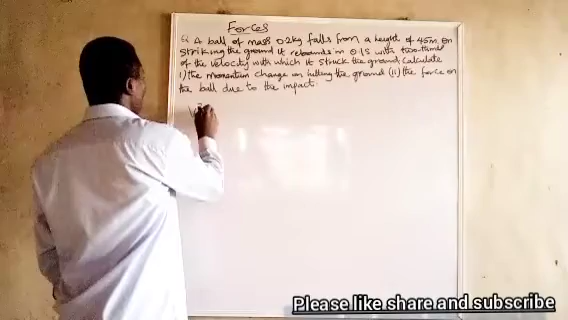 Forces
Q A ball of mass 0.2kg falls from a height of 45m. On
striking the ground it rebounds in 0.1s with two-thirds
of the velocity with which it struck the ground. Calculate
i) the momentum change on hitting the ground (ii) the force on
the ball due to the impact.
Please like share and subscribe